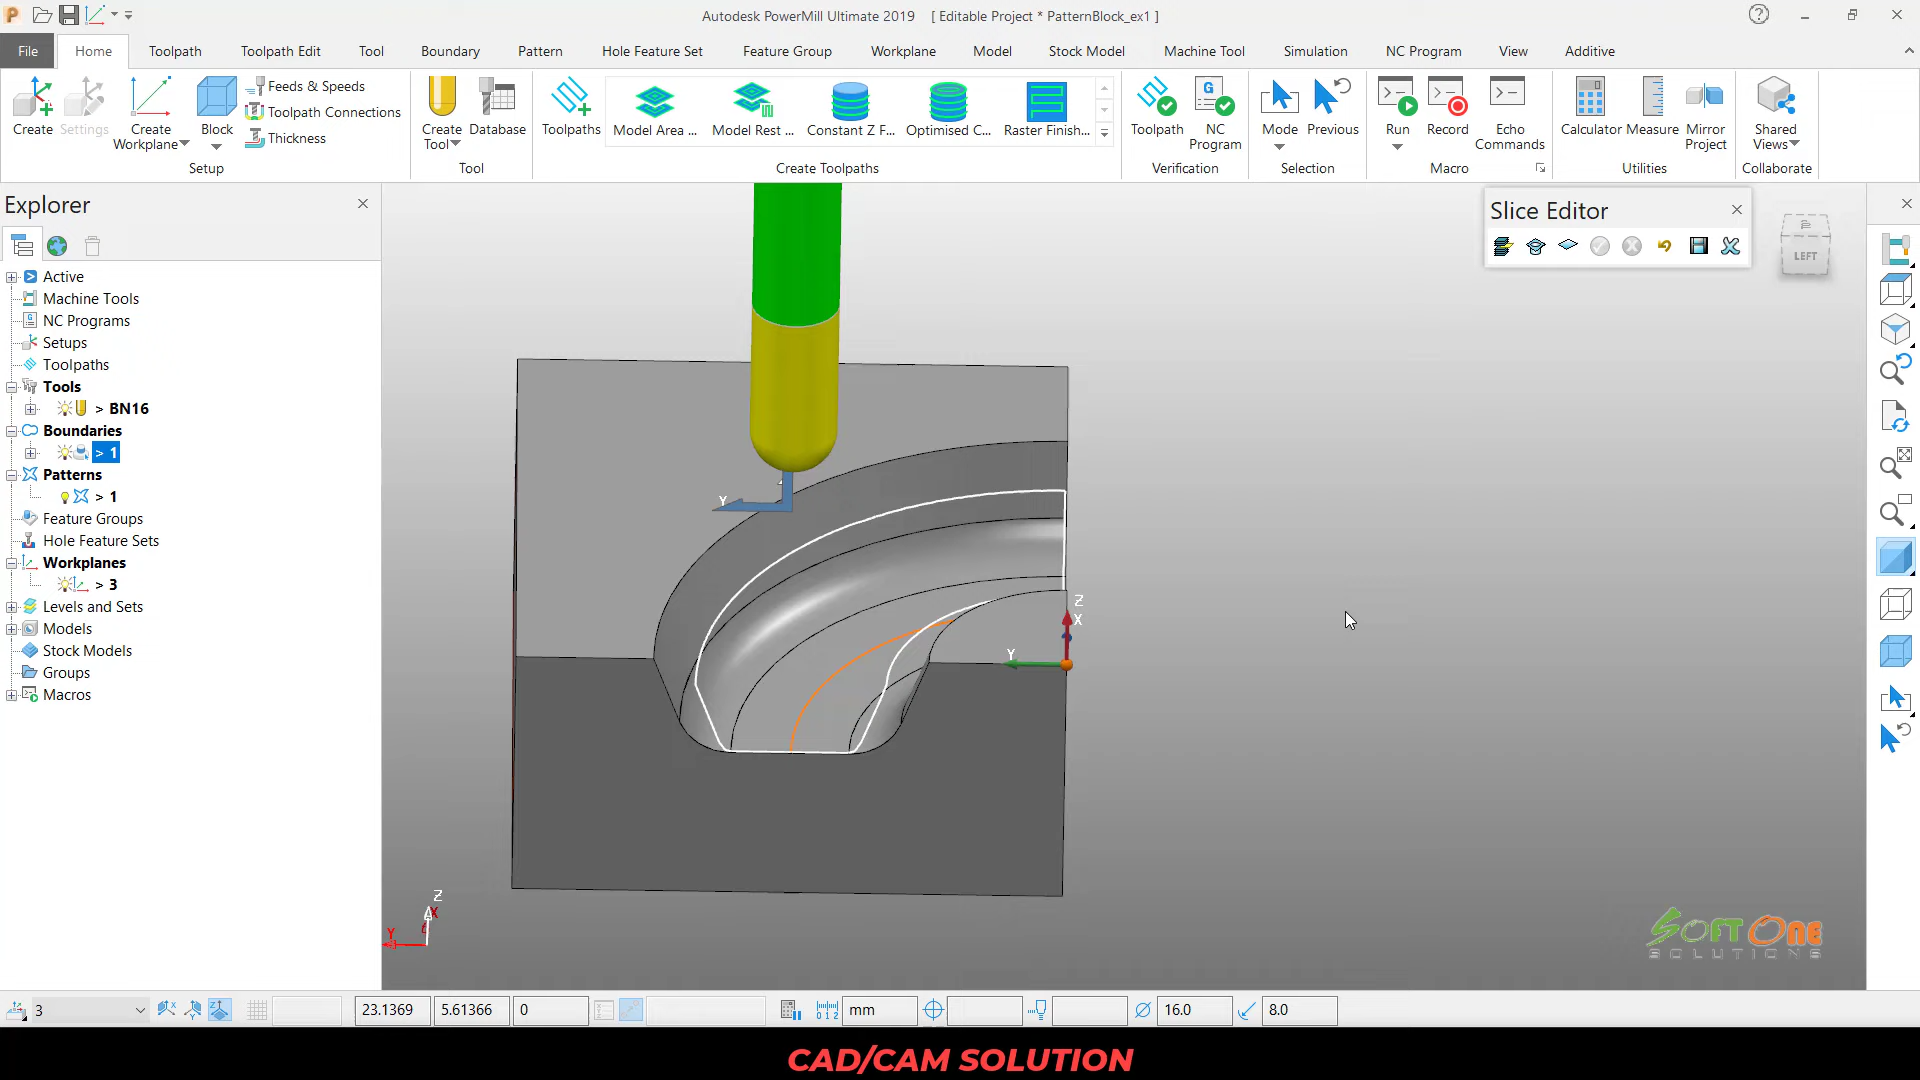 Autodesk PowerMill Ultimate 2019 [ Editable Project * PatternBlock_ex1 ]
File Home Toolpath Toolpath Edit Tool Boundary Pattern Hole Feature Set Feature Group Workplane Model Stock Model Machine Tool Simulation NC Program View Additive
Create
Settings
Create Workplane
Block
Feeds & Speeds
Toolpath Connections
Thickness
Setup
Create Tool
Database
Tool
Toolpaths
Model Area ...
Model Rest ...
Constant Z F...
Optimised C...
Raster Finish...
Create Toolpaths
Toolpath
NC Program
Verification
Mode
Previous
Selection
Run
Record
Echo Commands
Macro
Calculator
Measure
Mirror Project
Utilities
Shared Views
Collaborate
Explorer
Active
Machine Tools
NC Programs
Setups
Toolpaths
Tools
> BN16
Boundaries
> 1
Patterns
> 1
Feature Groups
Hole Feature Sets
Workplanes
> 3
Levels and Sets
Models
Stock Models
Groups
Macros
Slice Editor
LEFT
Y
Z
X
Y
Z
X
Y
SOFTONE
SOLUTIONS
3 23.1369 5.61366 0 mm 16.0 8.0
CAD/CAM SOLUTION